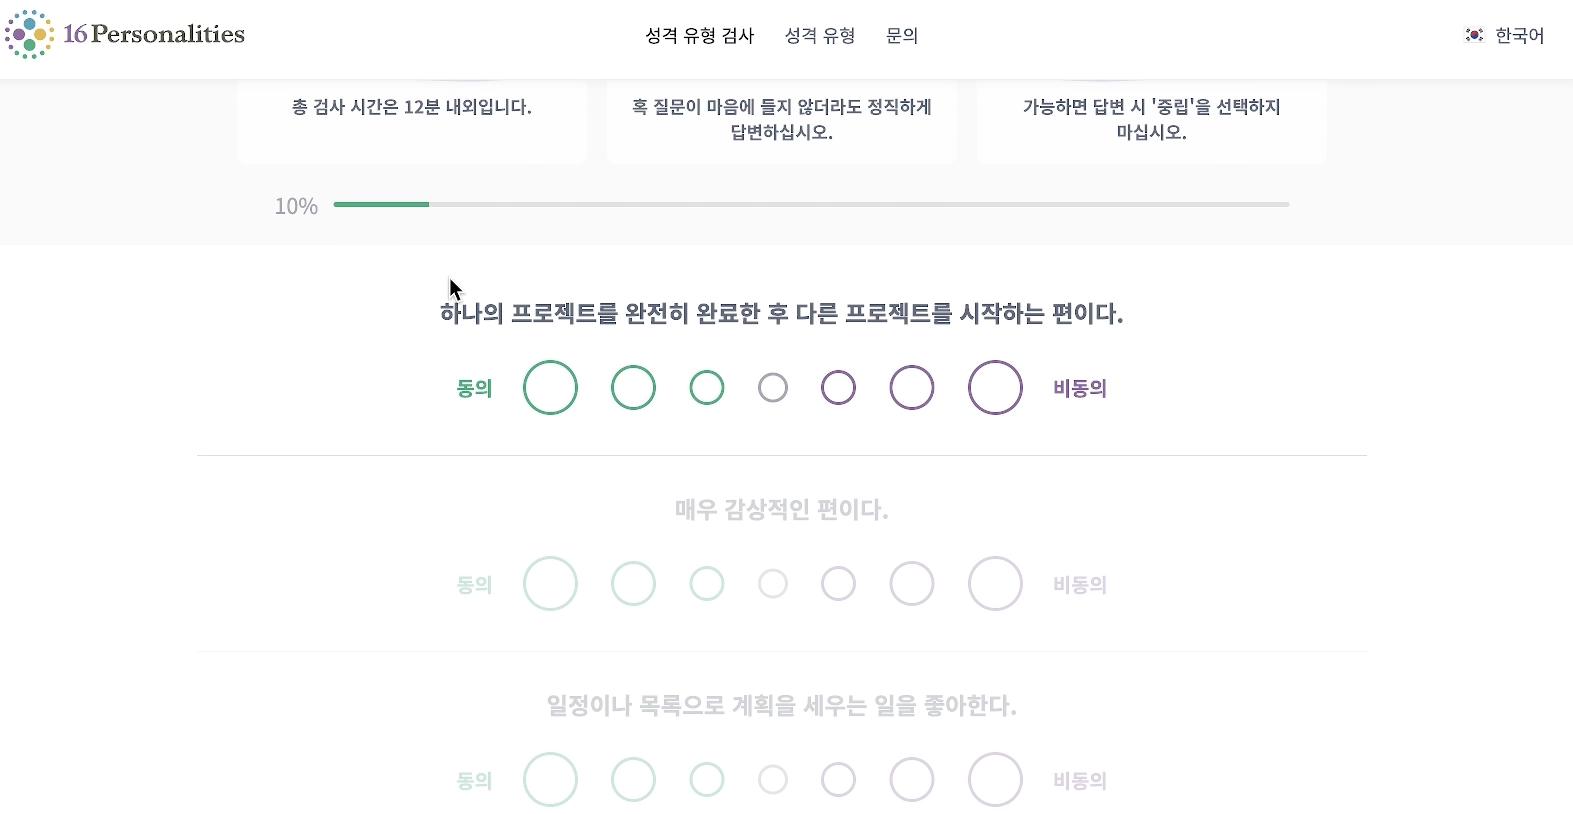 16Personalities
성격 유형 검사
성격 유형
문의
한국어
총 검사 시간은 12분 내외입니다.
혹 질문이 마음에 들지 않더라도 정직하게
답변하십시오.
가능하면 답변 시 '중립'을 선택하지
마십시오.
10%
하나의 프로젝트를 완전히 완료한 후 다른 프로젝트를 시작하는 편이다.
동의
비동의
매우 감상적인 편이다.
동의
비동의
일정이나 목록으로 계획을 세우는 일을 좋아한다.
동의
비동의